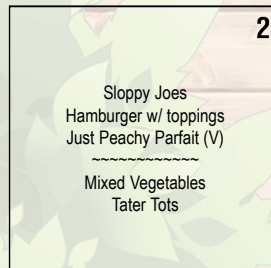 2
Sloppy Joes
Hamburger w/ toppings
Just Peachy Parfait (V)
~~~~~~~~~~~~
Mixed Vegetables
Tater Tots